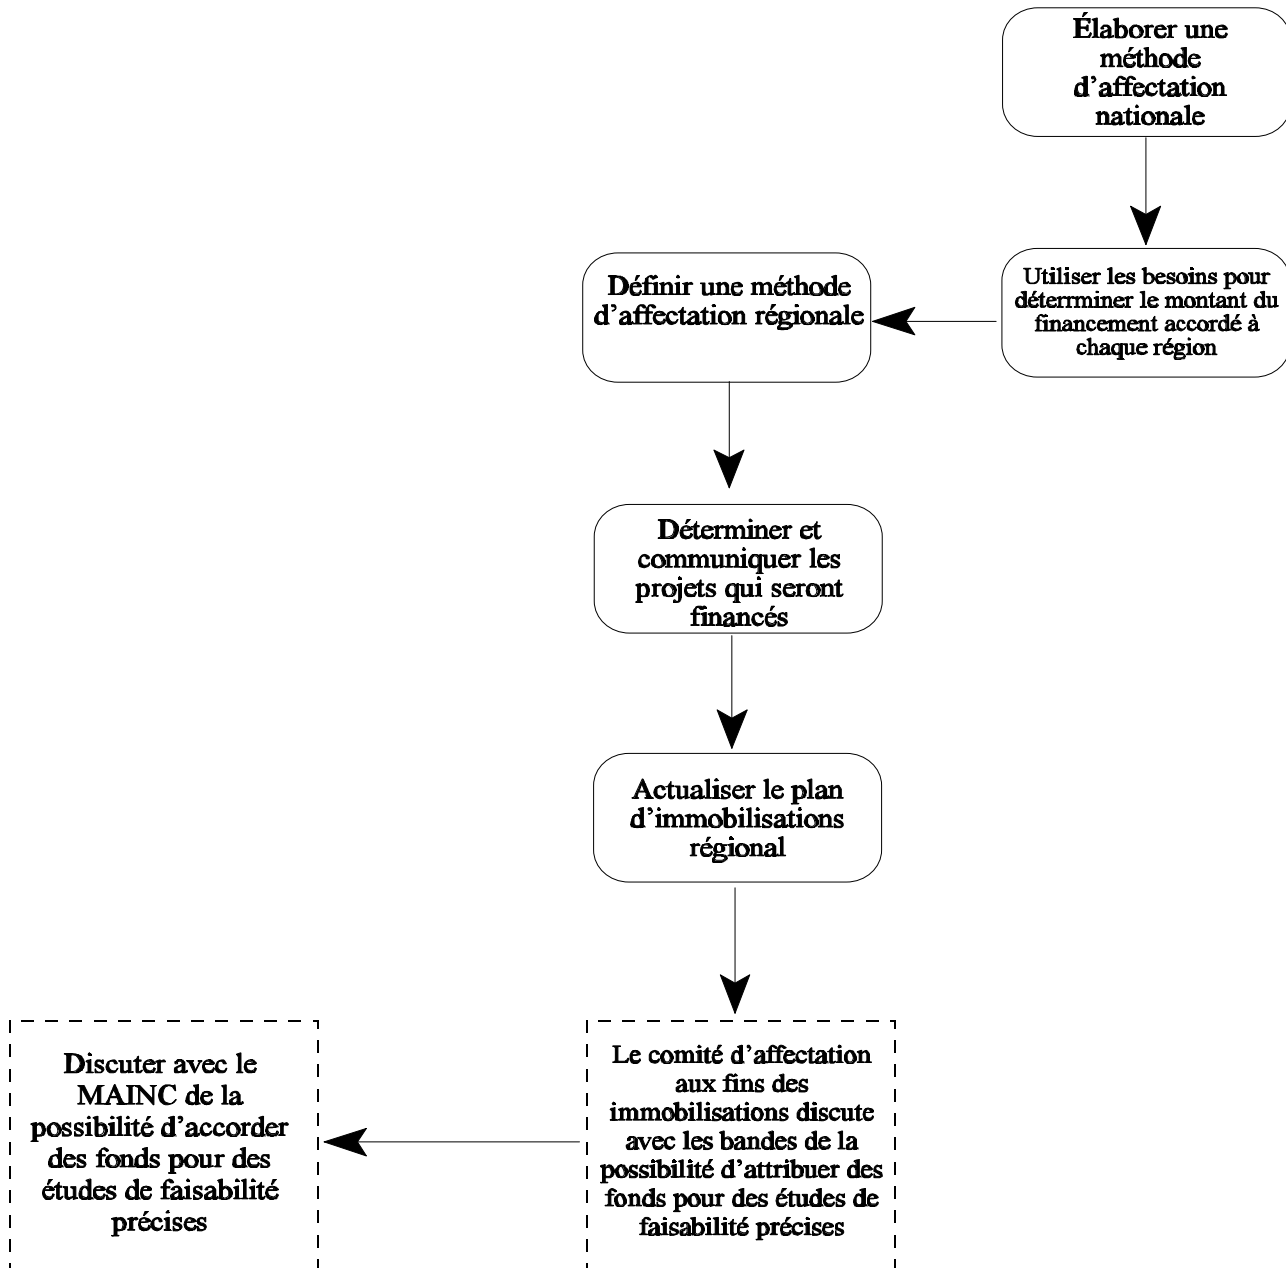 Élaborer une
méthode
d'affectation
nationale
Utiliser les besoins pour
déterrminer le montant du
financement accordé à
chaque région
Définir une méthode
d'affectation régionale
Déterminer et
communiquer les
projets qui seront
financés
Actualiser le plan
d'immobilisations
régional
Le comité d'affectation
aux fins des
immobilisations discute
avec les bandes de la
possibilité d'attribuer des
fonds pour des études de
faisabilité précises
Discuter avec le
MAINC de la
possibilité d'accorder
des fonds pour des
études de faisabilité
précises